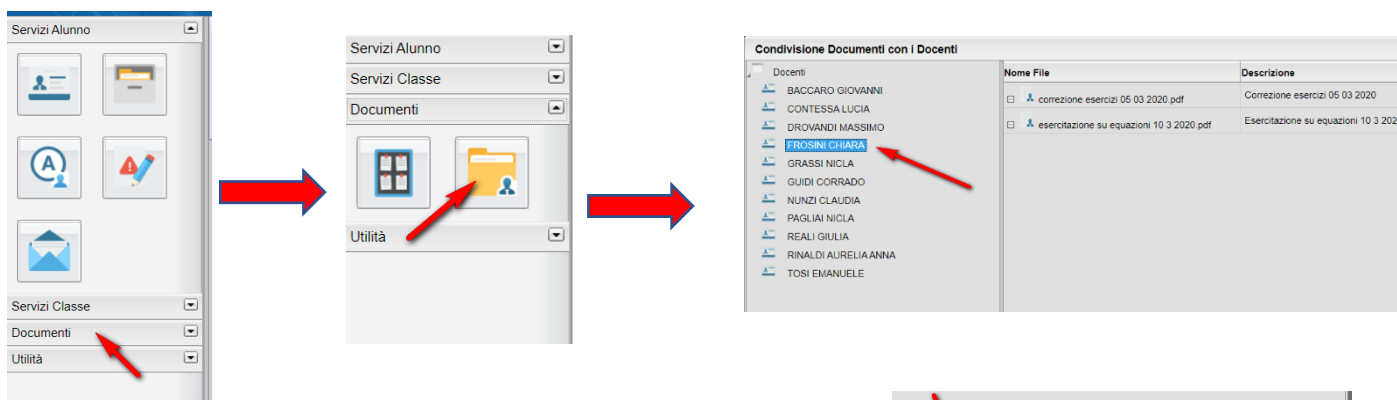 Servizi Alunno
Servizi Classe
Documenti
Utilità
Servizi Alunno
Servizi Classe
Documenti
Utilità
Condivisione Documenti con i Docenti
Docenti
BACCARO GIOVANNI
CONTESSA LUCIA
DROVANDI MASSIMO
FROSINI CHIARA
GRASSI NICLA
GUIDI CORRADO
NUNZI CLAUDIA
PAGLIAI NICLA
REALI GIULIA
RINALDI AURELIA ANNA
TOSI EMANUELE
Nome File Descrizione
correzione esercizi 05 03 2020.pdf Correzione esercizi 05 03 2020
esercitazione su equazioni 10 3 2020.pdf Esercitazione su equazioni 10 3 202